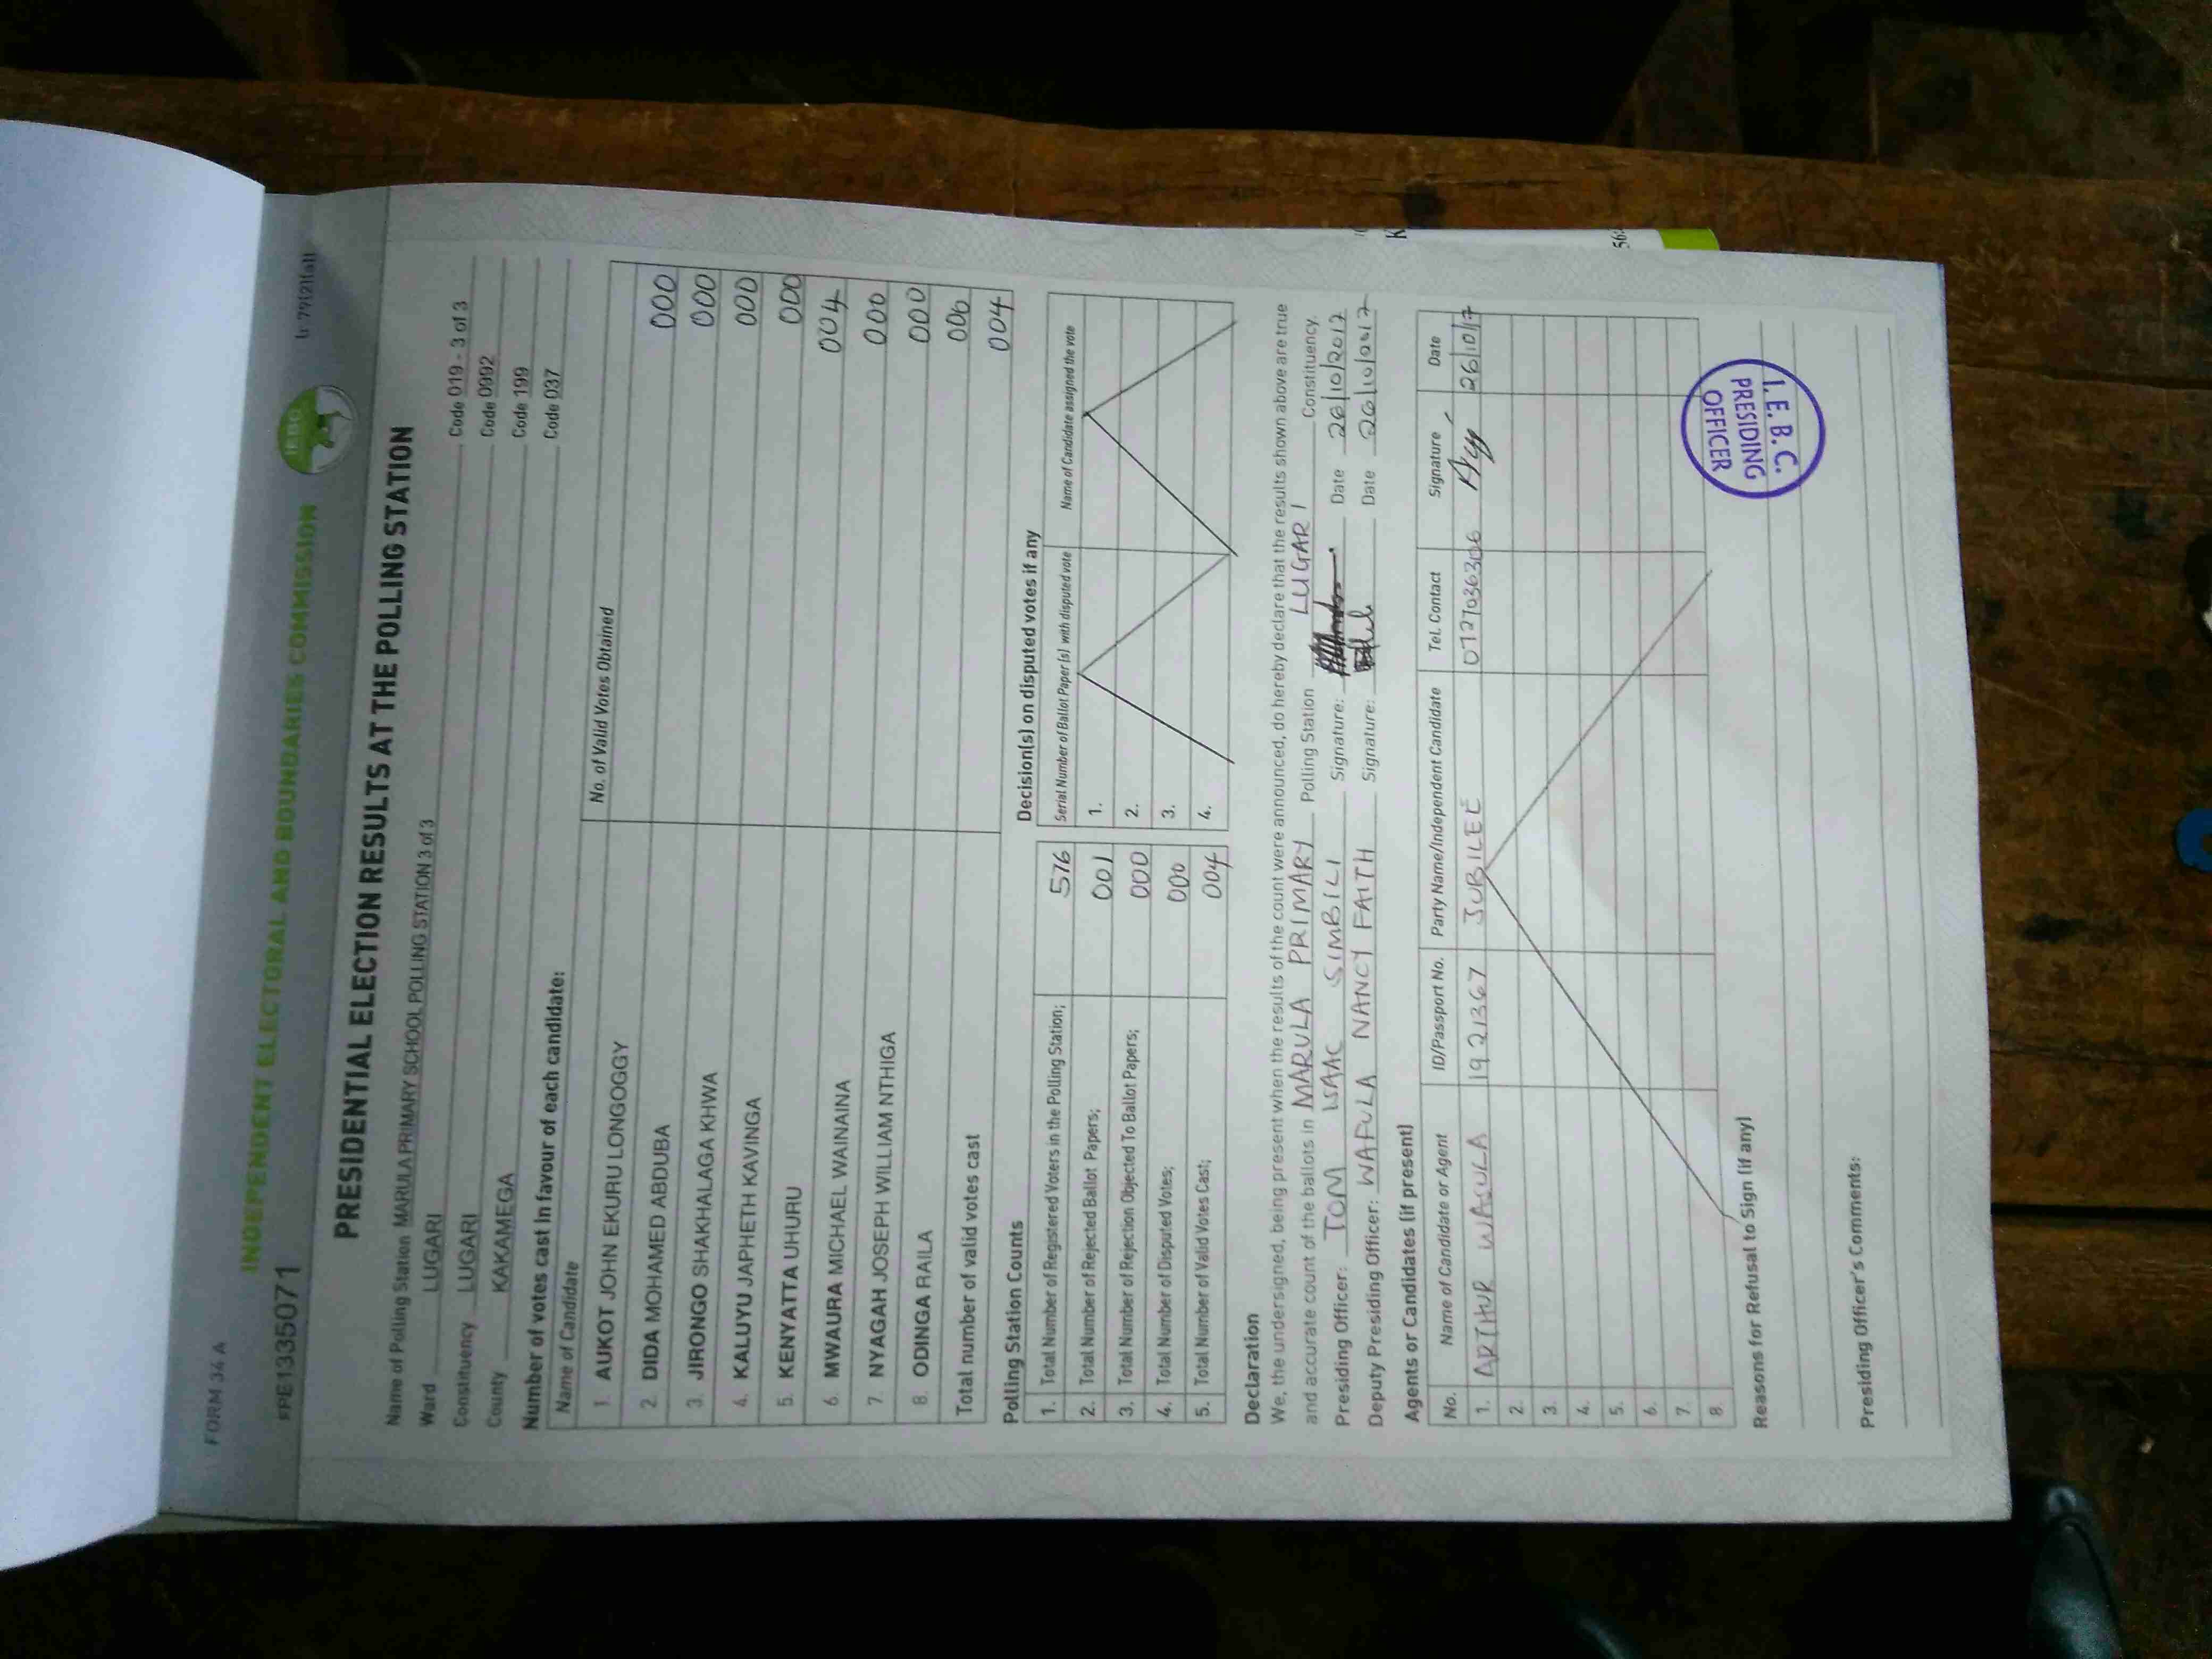 FORM 34 A
INDEPENDENT ELECTORAL AND BOUNDARIES COMMISSION
IEBC
PRE1335071
(r 79(2)(a))
PRESIDENTIAL ELECTION RESULTS AT THE POLLING STATION
Name of Polling Station MARULA PRIMARY SCHOOL POLLING STATION 3 of 3 Code 019 - 3 of 3
Ward LUGARI Code 0992
Constituency LUGARI Code 199
County KAKAMEGA Code 037
Number of votes cast in favour of each candidate:
Name of Candidate No. of Valid Votes Obtained
1. AUKOT JOHN EKURU LONGOGGY 000
2. DIDA MOHAMED ABDUBA 000
3. JIRONGO SHAKHALAGA KHWA 000
4. KALUYU JAPHETH KAVINGA 000
5. KENYATTA UHURU 004
6. MWAURA MICHAEL WAINAINA 000
7. NYAGAH JOSEPH WILLIAM NTHIGA 000
8. ODINGA RAILA 000
Total number of valid votes cast 004
Polling Station Counts
1. Total Number of Registered Voters in the Polling Station; 576
2. Total Number of Rejected Ballot Papers; 001
3. Total Number of Rejection Objected To Ballot Papers; 000
4. Total Number of Disputed Votes; 000
5. Total Number of Valid Votes Cast; 004
Decision(s) on disputed votes if any
Serial Number of Ballot Paper(s) with disputed vote Name of Candidate assigned the vote
1.
2.
3.
4.
Declaration
We, the undersigned, being present when the results of the count were announced, do hereby declare that the results shown above are true
and accurate count of the ballots in MARULA PRIMARY Polling Station LUGARI Constituency.
Presiding Officer: TOM ISAAC SIMBILI Signature: Date 26/10/2017
Deputy Presiding Officer: WAFULA NANCY FAITH Signature: Date 26/10/2017
Agents or Candidates (if present)
No. Name of Candidate or Agent ID/Passport No. Party Name/Independent Candidate Tel. Contact Signature Date
1. ARTHUR WAGULA 1921367 JUBILEE 0727036306 26/10/17
2.
3.
4.
5.
6.
7.
8.
I.E.B.C.
PRESIDING
OFFICER
Reasons for Refusal to Sign (if any)
Presiding Officer's Comments:
K
56: